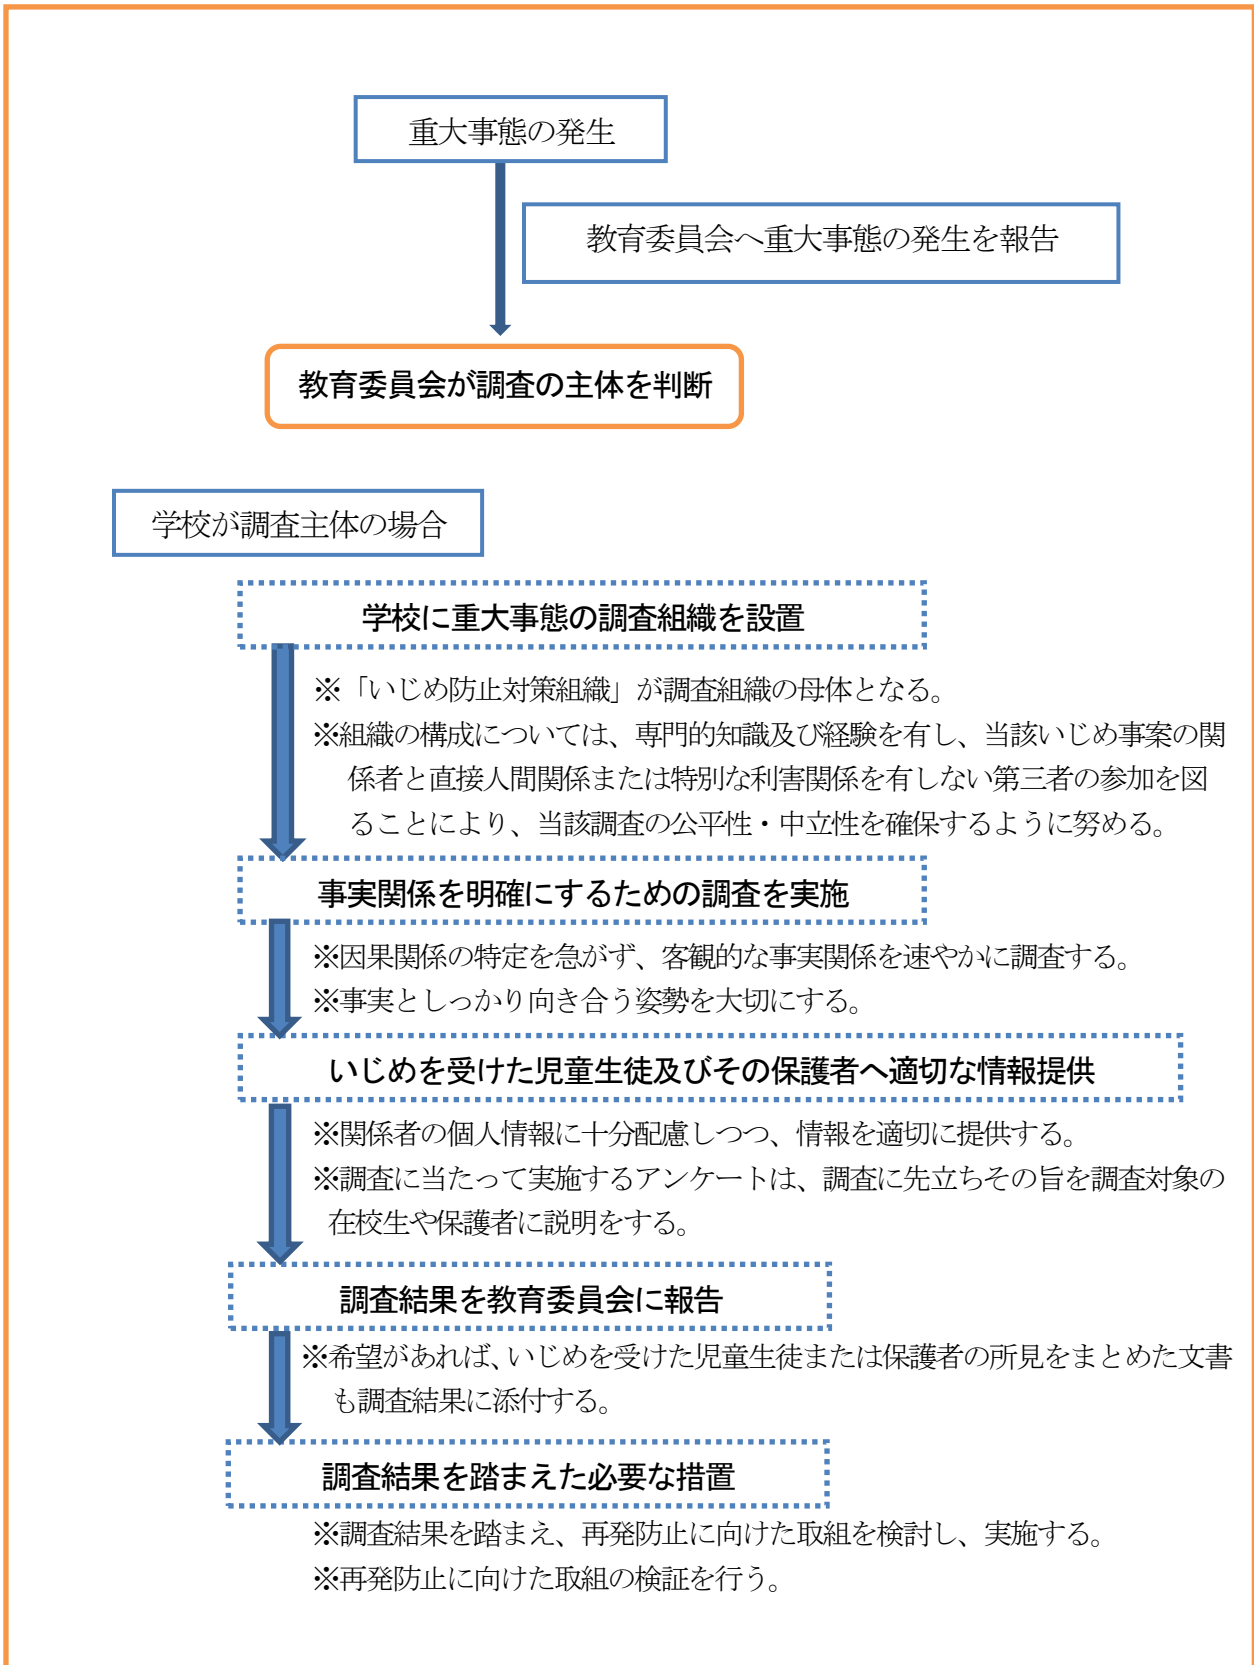 重大事態の発生
教育委員会へ重大事態の発生を報告
教育委員会が調査の主体を判断
学校が調査主体の場合
学校に重大事態の調査組織を設置
※「いじめ防止対策組織」が調査組織の母体となる。
※組織の構成については、専門的知識及び経験を有し、当該いじめ事案の関
係者と直接人間関係または特別な利害関係を有しない第三者の参加を図
ることにより、当該調査の公平性・中立性を確保するように努める。
事実関係を明確にするための調査を実施
※因果関係の特定を急がず、客観的な事実関係を速やかに調査する。
※事実としっかり向き合う姿勢を大切にする。
いじめを受けた児童生徒及びその保護者へ適切な情報提供
※関係者の個人情報に十分配慮しつつ、情報を適切に提供する。
※調査に当たって実施するアンケートは、調査に先立ちその旨を調査対象の
在校生や保護者に説明をする。
調査結果を教育委員会に報告
※希望があれば、いじめを受けた児童生徒または保護者の所見をまとめた文書
も調査結果に添付する。
調査結果を踏まえた必要な措置
※調査結果を踏まえ、再発防止に向けた取組を検討し、実施する。
※再発防止に向けた取組の検証を行う。